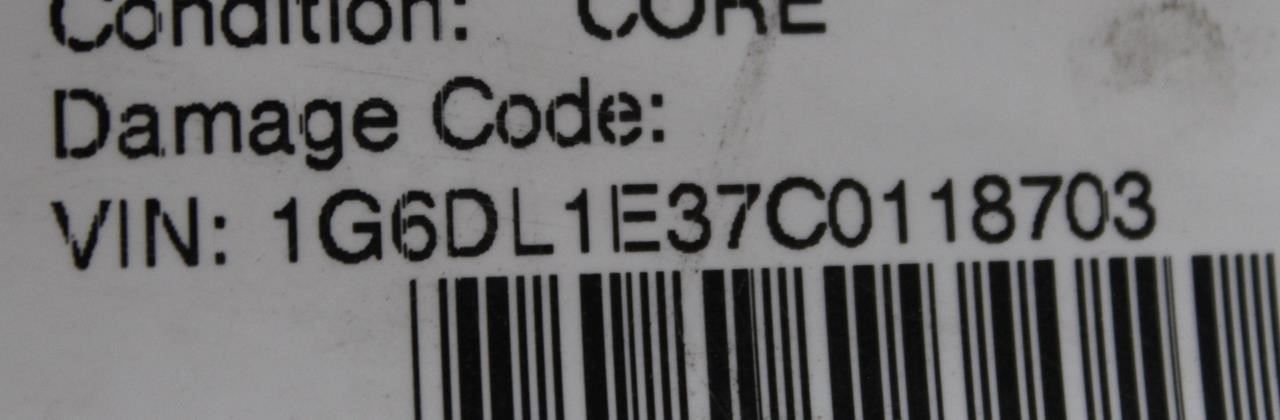 Condition: CORE
Damage Code:
VIN: 1G6DL1E37C0118703